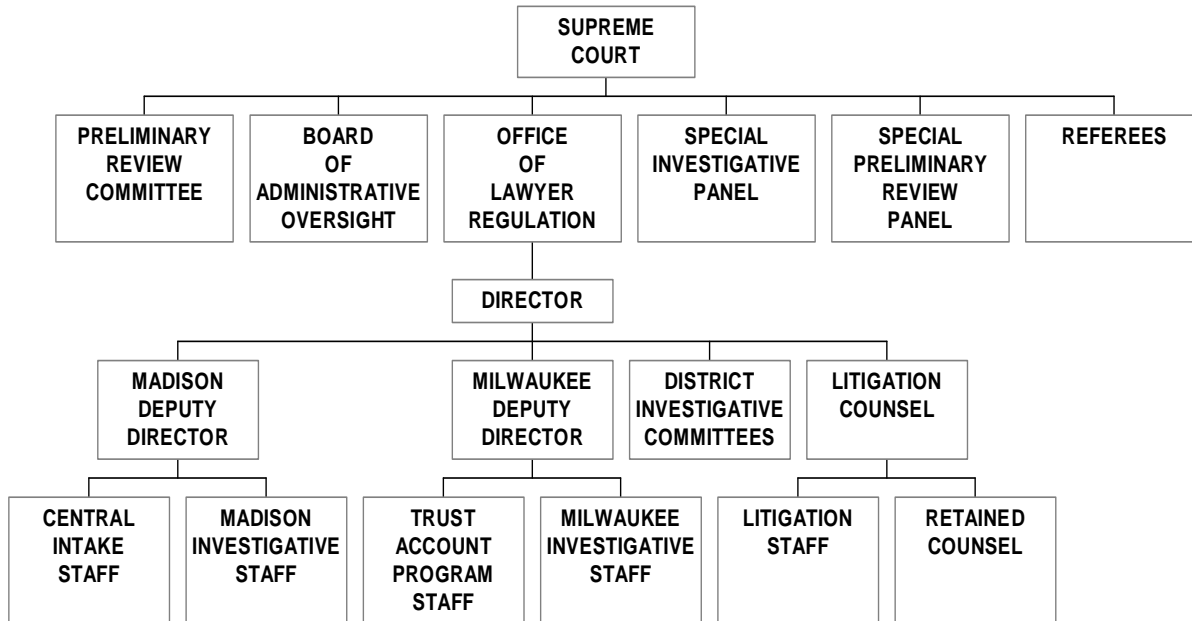 SUPREME
COURT
PRELIMINARY
REVIEW
COMMITTEE
BOARD
OF
ADMINISTRATIVE
OVERSIGHT
OFFICE
OF
LAWYER
REGULATION
SPECIAL
INVESTIGATIVE
PANEL
SPECIAL
PRELIMINARY
REVIEW
PANEL
REFEREES
DIRECTOR
MADISON
DEPUTY
DIRECTOR
MILWAUKEE
DEPUTY
DIRECTOR
DISTRICT
INVESTIGATIVE
COMMITTEES
LITIGATION
COUNSEL
CENTRAL
INTAKE
STAFF
MADISON
INVESTIGATIVE
STAFF
TRUST
ACCOUNT
PROGRAM
STAFF
MILWAUKEE
INVESTIGATIVE
STAFF
LITIGATION
STAFF
RETAINED
COUNSEL